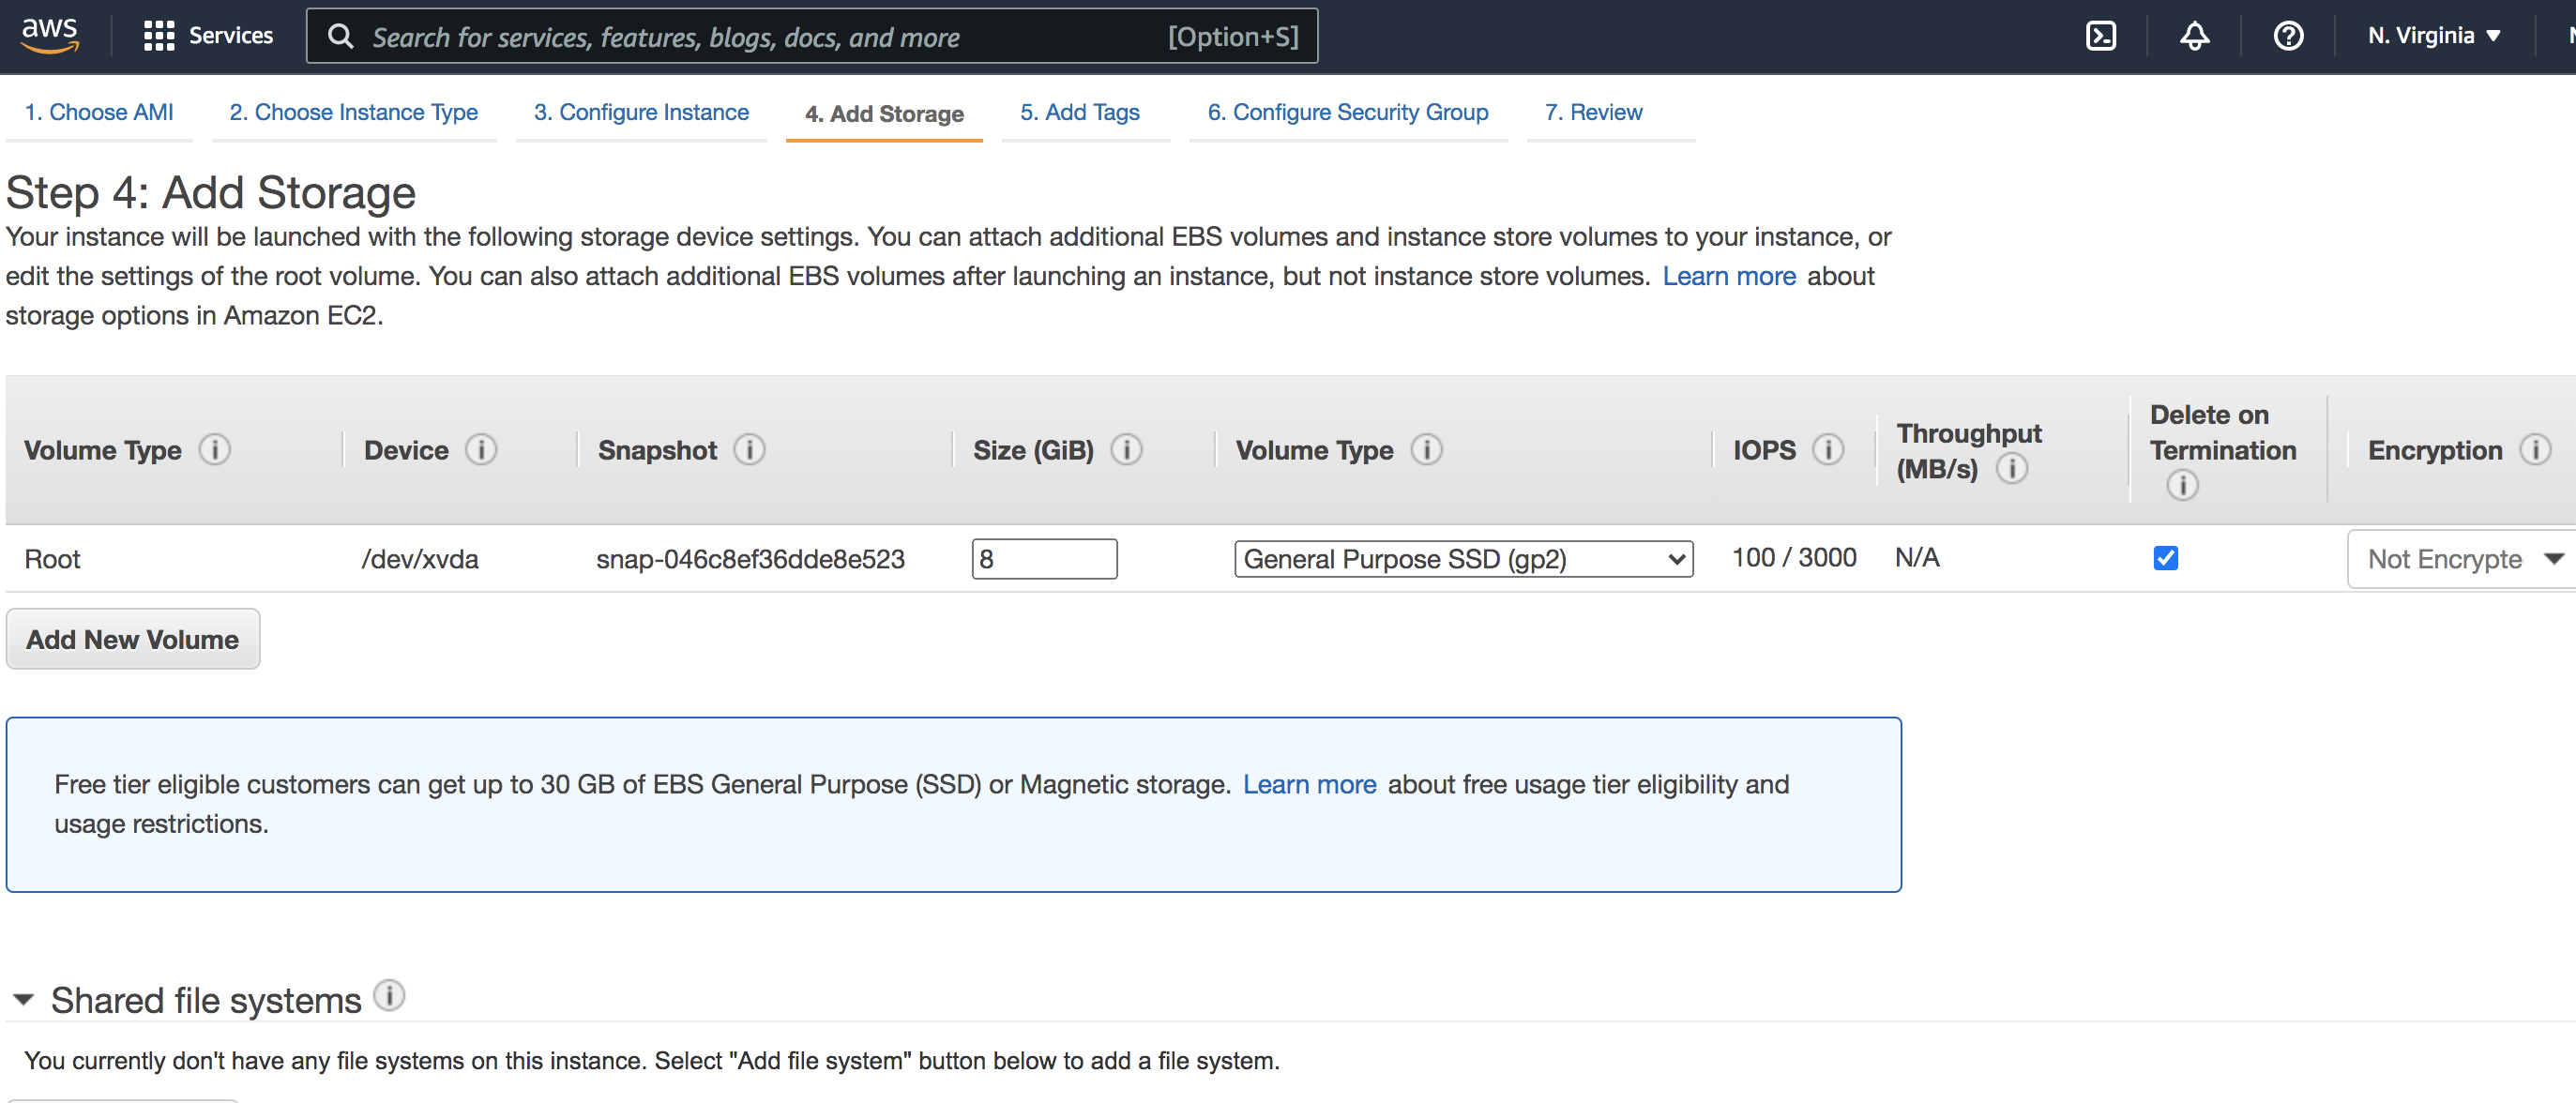 aws
Services
Search for services, features, blogs, docs, and more
[Option+S]
N. Virginia
1. Choose AMI
2. Choose Instance Type
3. Configure Instance
4. Add Storage
5. Add Tags
6. Configure Security Group
7. Review
Step 4: Add Storage
Your instance will be launched with the following storage device settings. You can attach additional EBS volumes and instance store volumes to your instance, or
edit the settings of the root volume. You can also attach additional EBS volumes after launching an instance, but not instance store volumes. Learn more about
storage options in Amazon EC2.
Volume Type
Device
Snapshot
Size (GiB)
Volume Type
IOPS
Throughput
(MB/s)
Delete on
Termination
Encryption
Root
/dev/xvda
snap-046c8ef36dde8e523
8
General Purpose SSD (gp2)
100 / 3000
N/A
Not Encrypte
Add New Volume
Free tier eligible customers can get up to 30 GB of EBS General Purpose (SSD) or Magnetic storage. Learn more about free usage tier eligibility and
usage restrictions.
Shared file systems
You currently don't have any file systems on this instance. Select "Add file system" button below to add a file system.